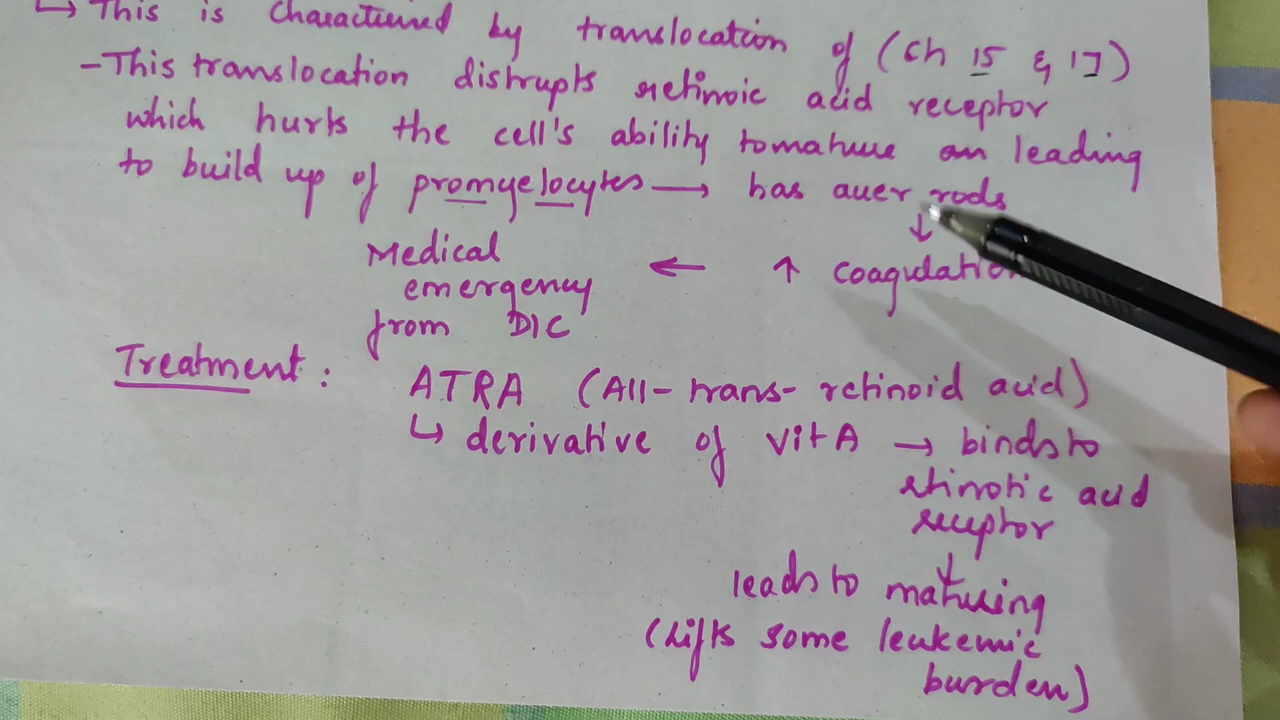 ↳ This is characterised by translocation of (Ch 15 & 17)
- This translocation distrupts retinoic acid receptor
which hurts the cell's ability to mature an leading
to build up of promyelocytes → has auer rods
↓
Medical ← ↑ coagulation
emergency
from DIC
Treatment : ATRA (All-trans-retinoid acid)
↳ derivative of vit A → binds to
retinotic acid
receptor
↓
leads to maturing
(lifts some leukemic
burden)